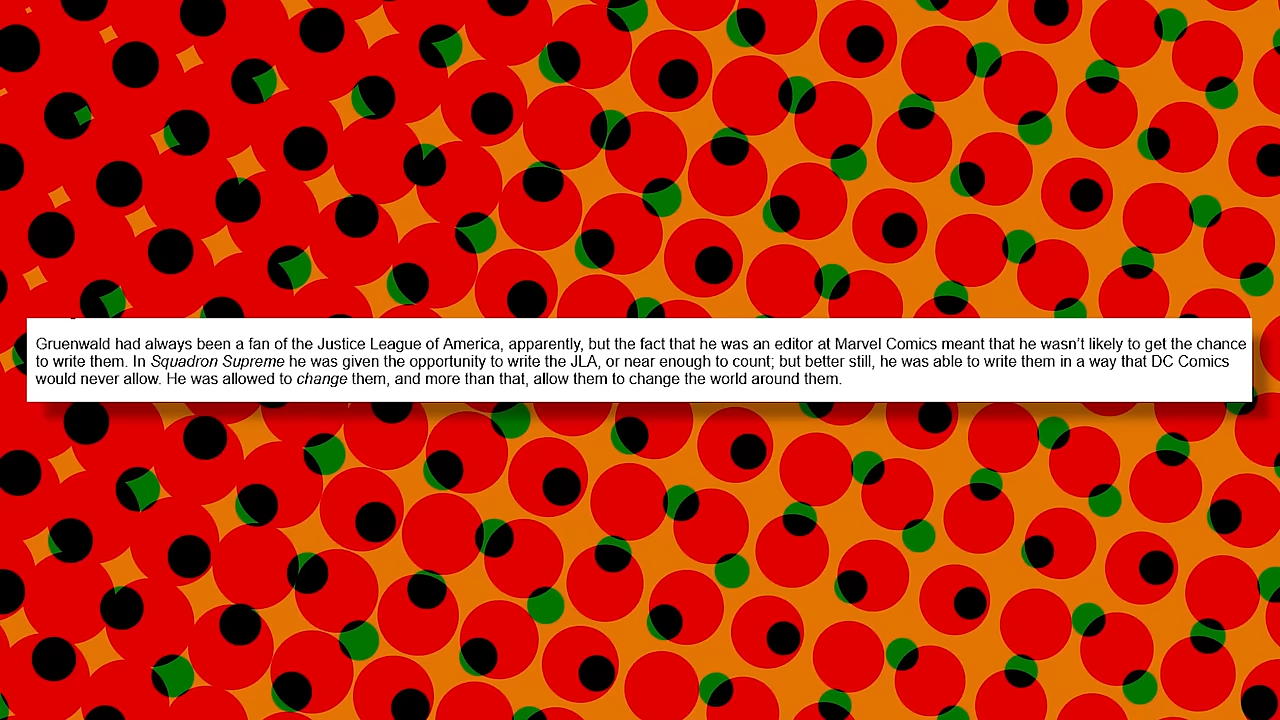 Gruenwald had always been a fan of the Justice League of America, apparently, but the fact that he was an editor at Marvel Comics meant that he wasn't likely to get the chance
to write them. In Squadron Supreme he was given the opportunity to write the JLA, or near enough to count; but better still, he was able to write them in a way that DC Comics
would never allow. He was allowed to change them, and more than that, allow them to change the world around them.